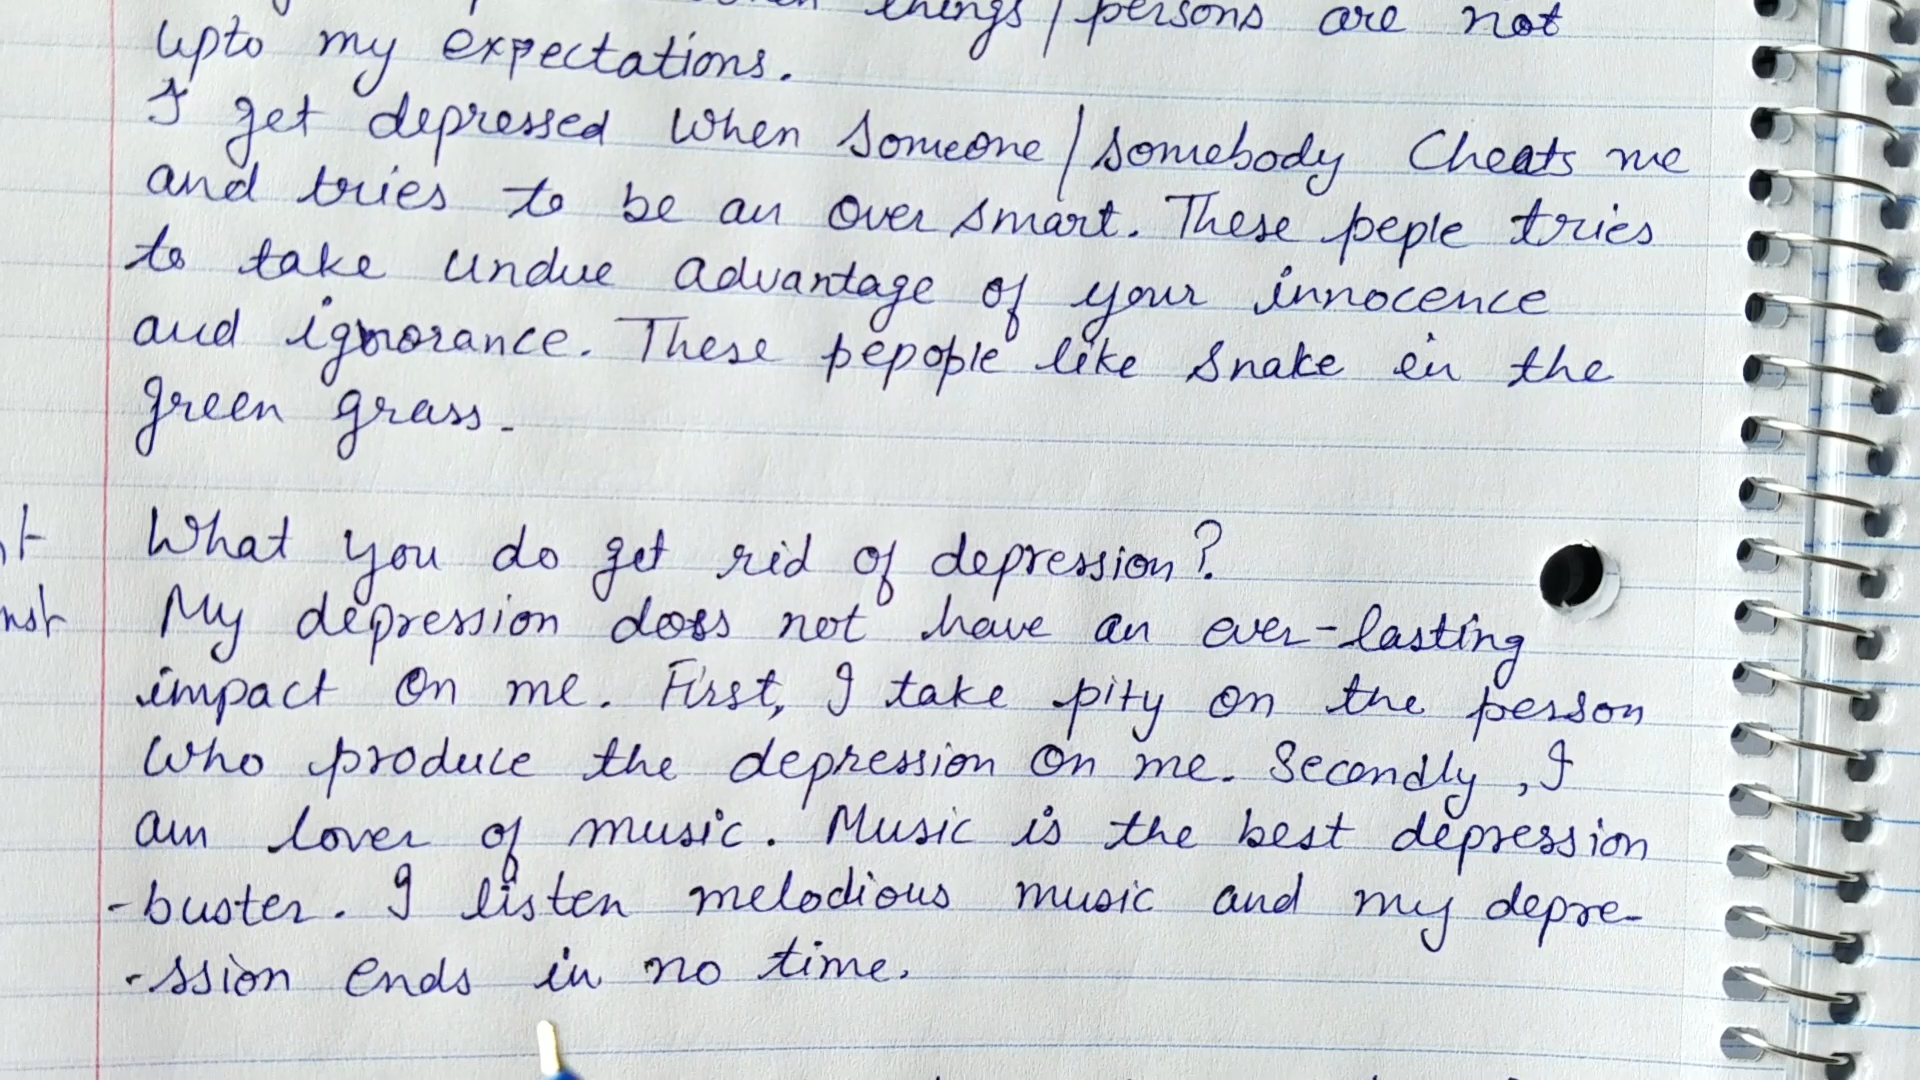 things / persons are not
upto my expectations.
I get depressed when someone / somebody Cheats me
and tries to be an over smart. These peple tries
to take undue advantage of your innocence
and ignorance. These pepople like snake in the
green grass.
What you do get rid of depression?
My depression does not have an ever-lasting
impact on me. First, I take pity on the person
who produce the depression on me. Secondly, I
am lover of music. Music is the best depression
-buster. I listen melodious music and my depre-
-ssion ends in no time.